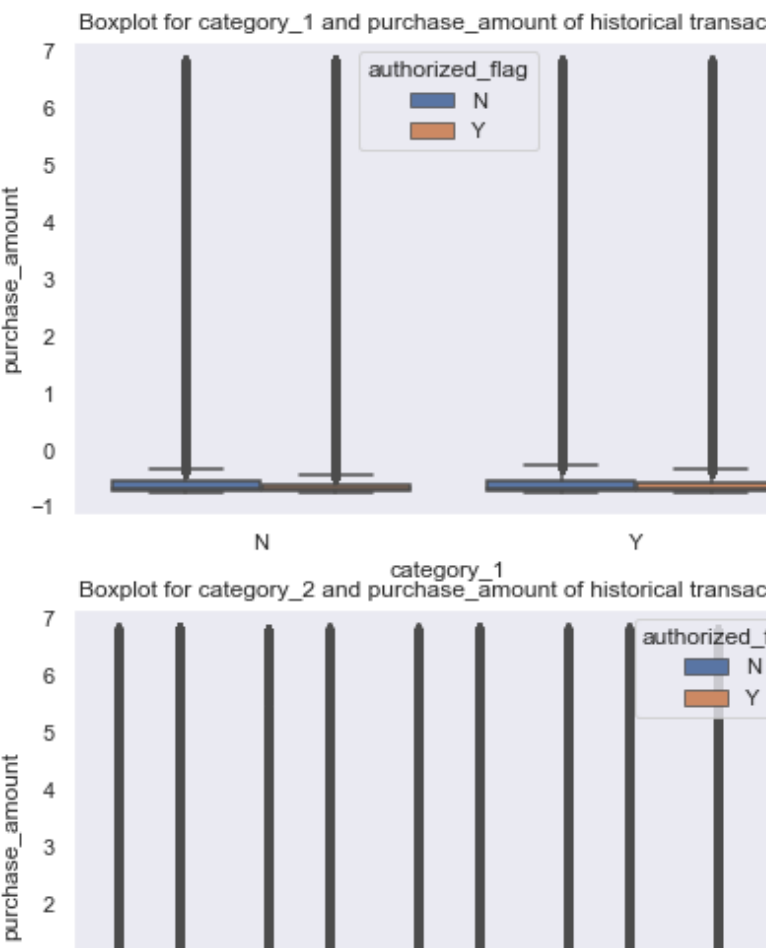 Boxplot for category_1 and purchase_amount of historical transac
7
authorized_flag
N
Y
6
5
4
3
2
1
0
−1
purchase_amount
N
Y
category_1
Boxplot for category_2 and purchase_amount of historical transac
7
authorized_f
N
Y
6
5
4
3
2
purchase_amount